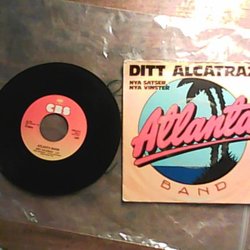 CBS
ATLANTA BAND
DITT ALCATRAZ
NYA SATSER,
NYA VINSTER
Atlanta
BAND